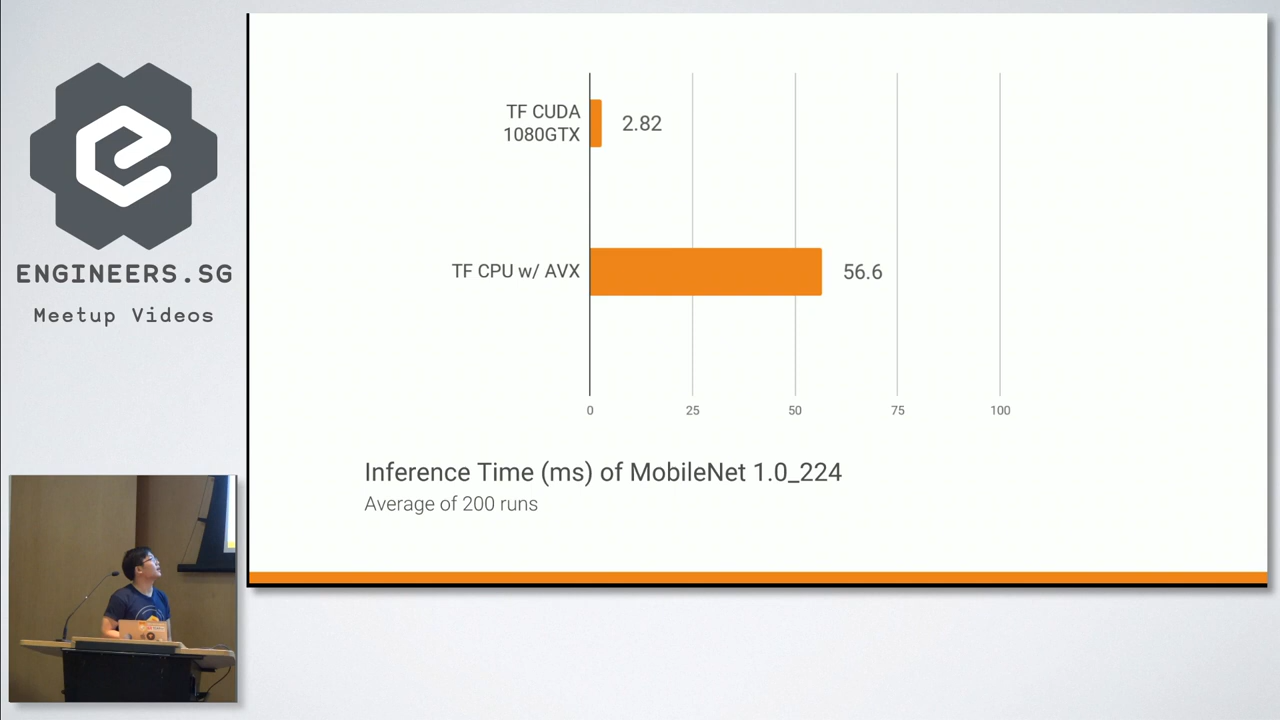 ENGINEERS.SG
Meetup Videos
TF CUDA
1080GTX
2.82
TF CPU w/ AVX
56.6
0 25 50 75 100
Inference Time (ms) of MobileNet 1.0_224
Average of 200 runs